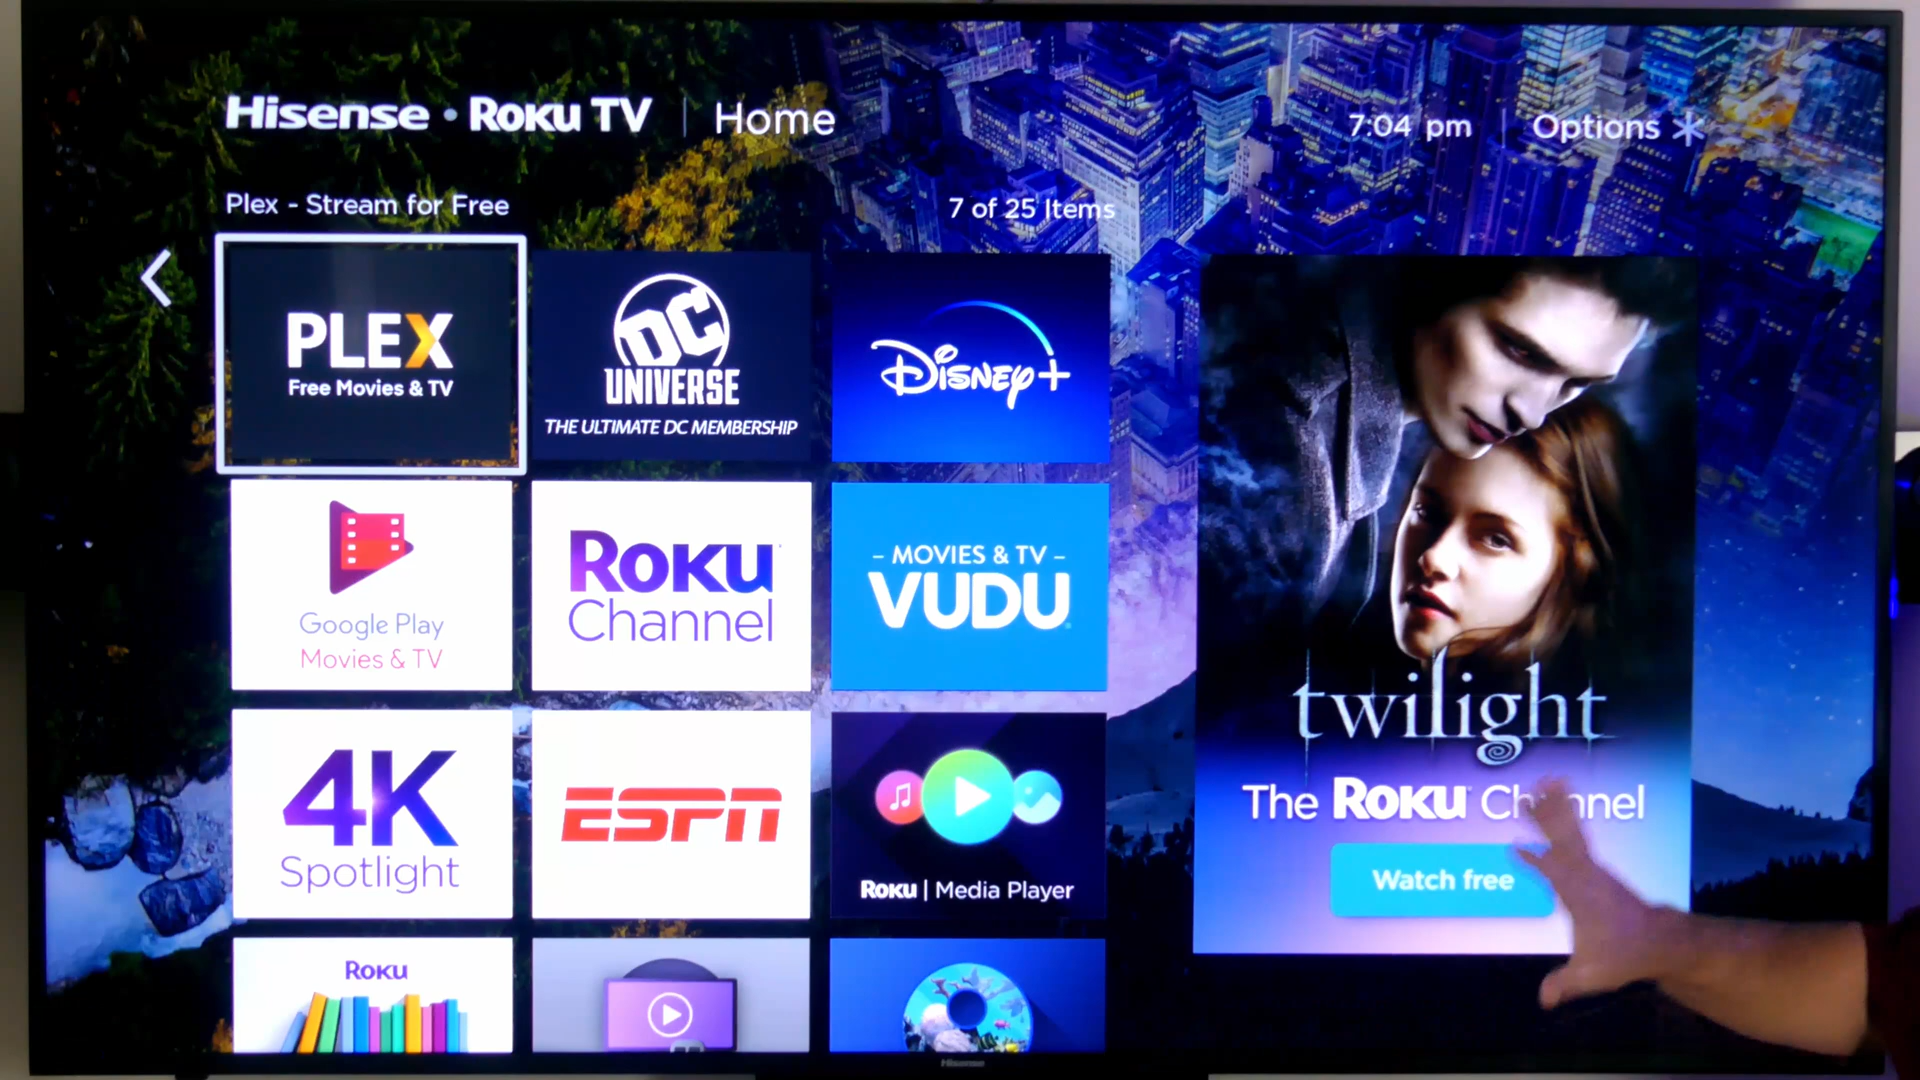 Hisense • Roku TV | Home
7:04 pm | Options
Plex - Stream for Free
7 of 25 Items
PLEX
Free Movies & TV
DC
UNIVERSE
THE ULTIMATE DC MEMBERSHIP
Disney+
Google Play
Movies & TV
Roku
Channel
- MOVIES & TV -
VUDU
4K
Spotlight
ESPN
Roku | Media Player
Roku
twilight
The Roku Channel
Watch free
Hisense